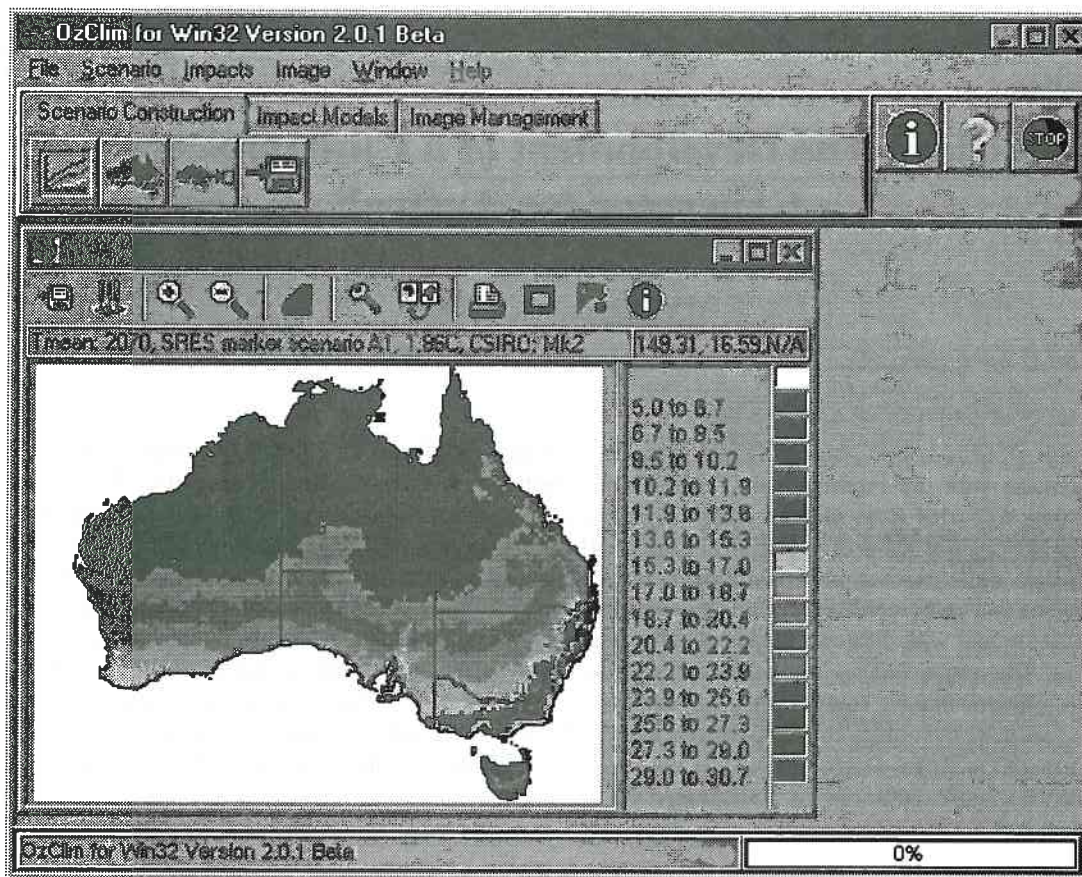 OzClim for Win32 Version 2.0.1 Beta
File Scenario Impacts Image Window Help
Scenario Construction Impact Models Image Management
STOP
Tmean: 2070, SRES marker scenario A1, 1.86C, CSIRO: Mk2 149.31, 16.59,N/A
5.0 to 6.7
6.7 to 8.5
8.5 to 10.2
10.2 to 11.9
11.9 to 13.6
13.6 to 15.3
15.3 to 17.0
17.0 to 18.7
18.7 to 20.4
20.4 to 22.2
22.2 to 23.9
23.9 to 25.6
25.6 to 27.3
27.3 to 29.0
29.0 to 30.7
OzClim for Win32 Version 2.0.1 Beta 0%